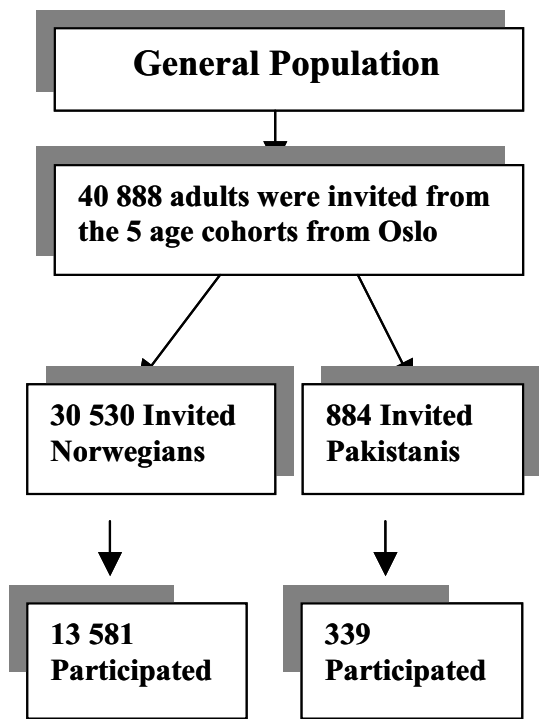 General Population
40 888 adults were invited from
the 5 age cohorts from Oslo
30 530 Invited
Norwegians
884 Invited
Pakistanis
13 581
Participated
339
Participated